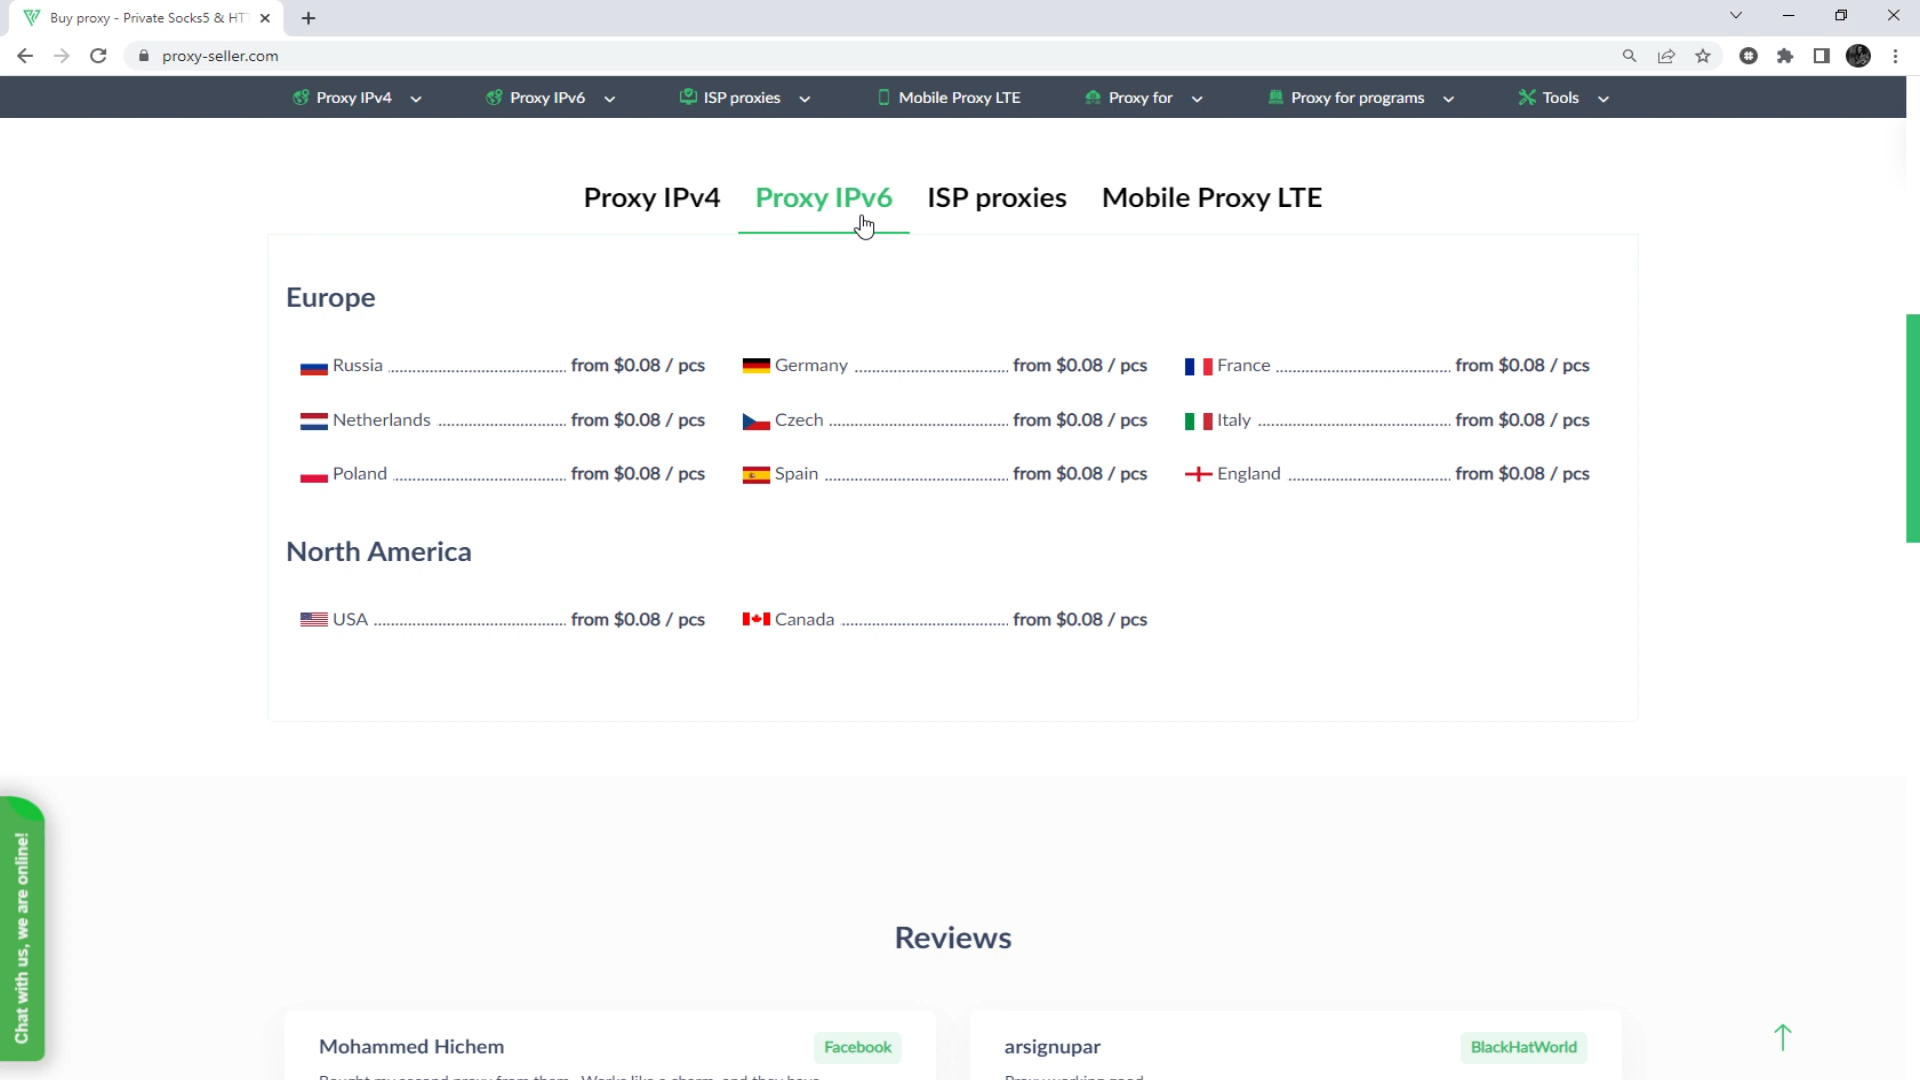 Buy proxy - Private Socks5 & HT
proxy-seller.com
Proxy IPv4 Proxy IPv6 ISP proxies Mobile Proxy LTE Proxy for Proxy for programs Tools
Proxy IPv4 Proxy IPv6 ISP proxies Mobile Proxy LTE
Europe
Russia from $0.08 / pcs Germany from $0.08 / pcs France from $0.08 / pcs
Netherlands from $0.08 / pcs Czech from $0.08 / pcs Italy from $0.08 / pcs
Poland from $0.08 / pcs Spain from $0.08 / pcs England from $0.08 / pcs
North America
USA from $0.08 / pcs Canada from $0.08 / pcs
Chat with us, we are online!
Reviews
Mohammed Hichem Facebook arsignupar BlackHatWorld